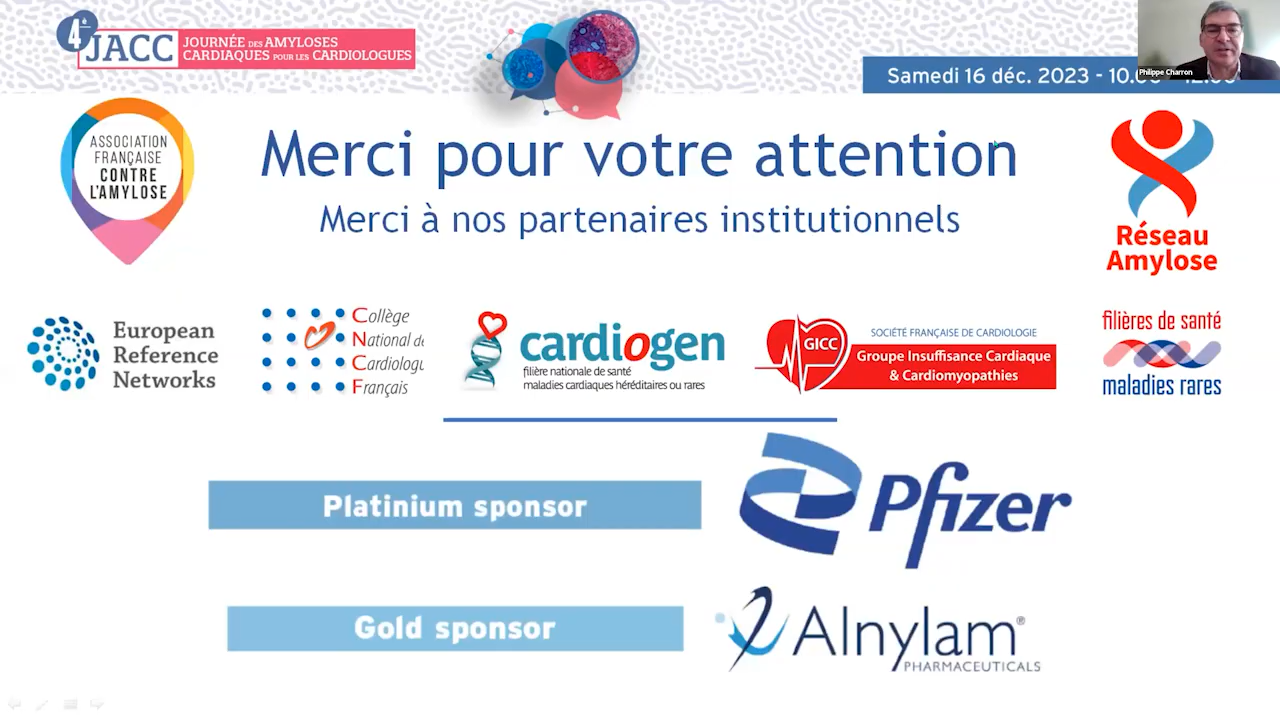 4è JACC
JOURNÉE DES AMYLOSES
CARDIAQUES POUR LES CARDIOLOGUES
Philippe Charron
Samedi 16 déc. 2023 - 10.
ASSOCIATION
FRANÇAISE
CONTRE
L'AMYLOSE
Merci pour votre attention
Merci à nos partenaires institutionnels
Réseau
Amylose
European
Reference
Networks
Collège
National de
Cardiologu
Français
cardiogen
filière nationale de santé
maladies cardiaques héréditaires ou rares
GICC
SOCIÉTÉ FRANÇAISE DE CARDIOLOGIE
Groupe Insuffisance Cardiaque
& Cardiomyopathies
filières de santé
maladies rares
Platinium sponsor
Pfizer
Gold sponsor
Alnylam®
PHARMACEUTICALS